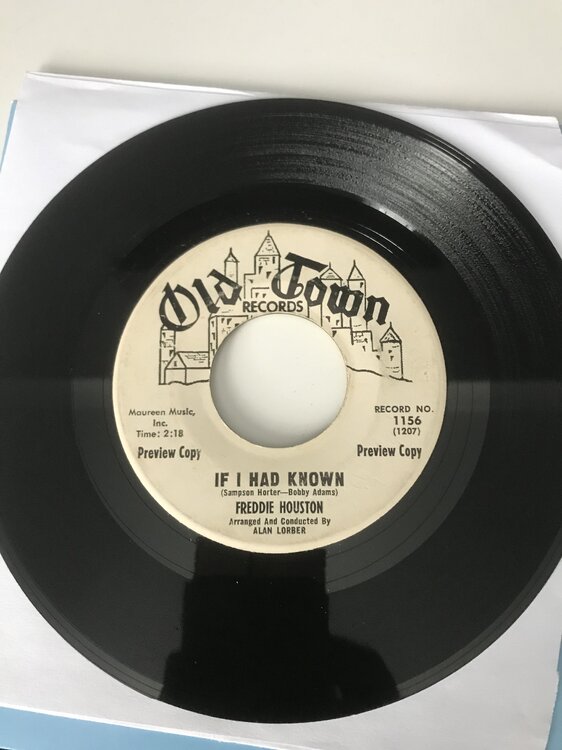 Old Town
RECORDS
Maureen Music,
Inc.
Time: 2:18
Preview Copy
RECORD NO.
1156
(1207)
Preview Copy
IF I HAD KNOWN
(Sampson Horter—Bobby Adams)
FREDDIE HOUSTON
Arranged And Conducted By
ALAN LORBER